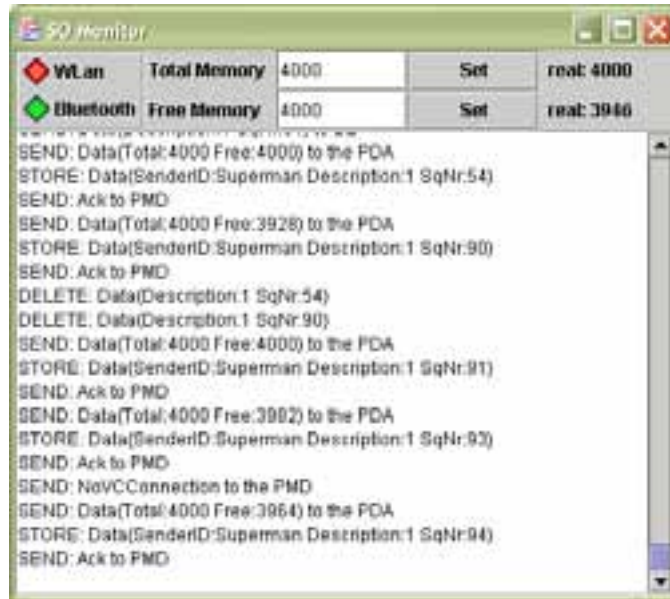 SO Monitor
WLan Total Memory 4000 Set real: 4000
Bluetooth Free Memory 4000 Set real: 3946
SEND: Data(Total:4000 Free:4000) to the PDA
STORE: Data(SenderID:Superman Description:1 SqNr:54)
SEND: Ack to PMD
SEND: Data(Total:4000 Free:3928) to the PDA
STORE: Data(SenderID:Superman Description:1 SqNr:90)
SEND: Ack to PMD
DELETE: Data(Description:1 SqNr:54)
DELETE: Data(Description:1 SqNr:90)
SEND: Data(Total:4000 Free:4000) to the PDA
STORE: Data(SenderID:Superman Description:1 SqNr:91)
SEND: Ack to PMD
SEND: Data(Total:4000 Free:3982) to the PDA
STORE: Data(SenderID:Superman Description:1 SqNr:93)
SEND: Ack to PMD
SEND: NoVCConnection to the PMD
SEND: Data(Total:4000 Free:3964) to the PDA
STORE: Data(SenderID:Superman Description:1 SqNr:94)
SEND: Ack to PMD